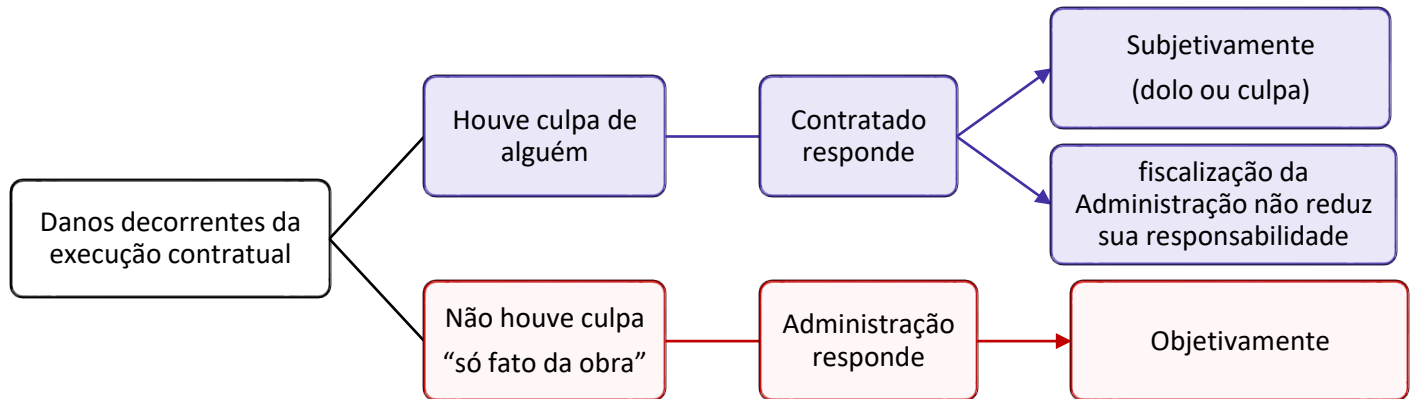 Danos decorrentes da
execução contratual
Houve culpa de
alguém
Contratado
responde
Subjetivamente
(dolo ou culpa)
fiscalização da
Administração não reduz
sua responsabilidade
Não houve culpa
“só fato da obra”
Administração
responde
Objetivamente